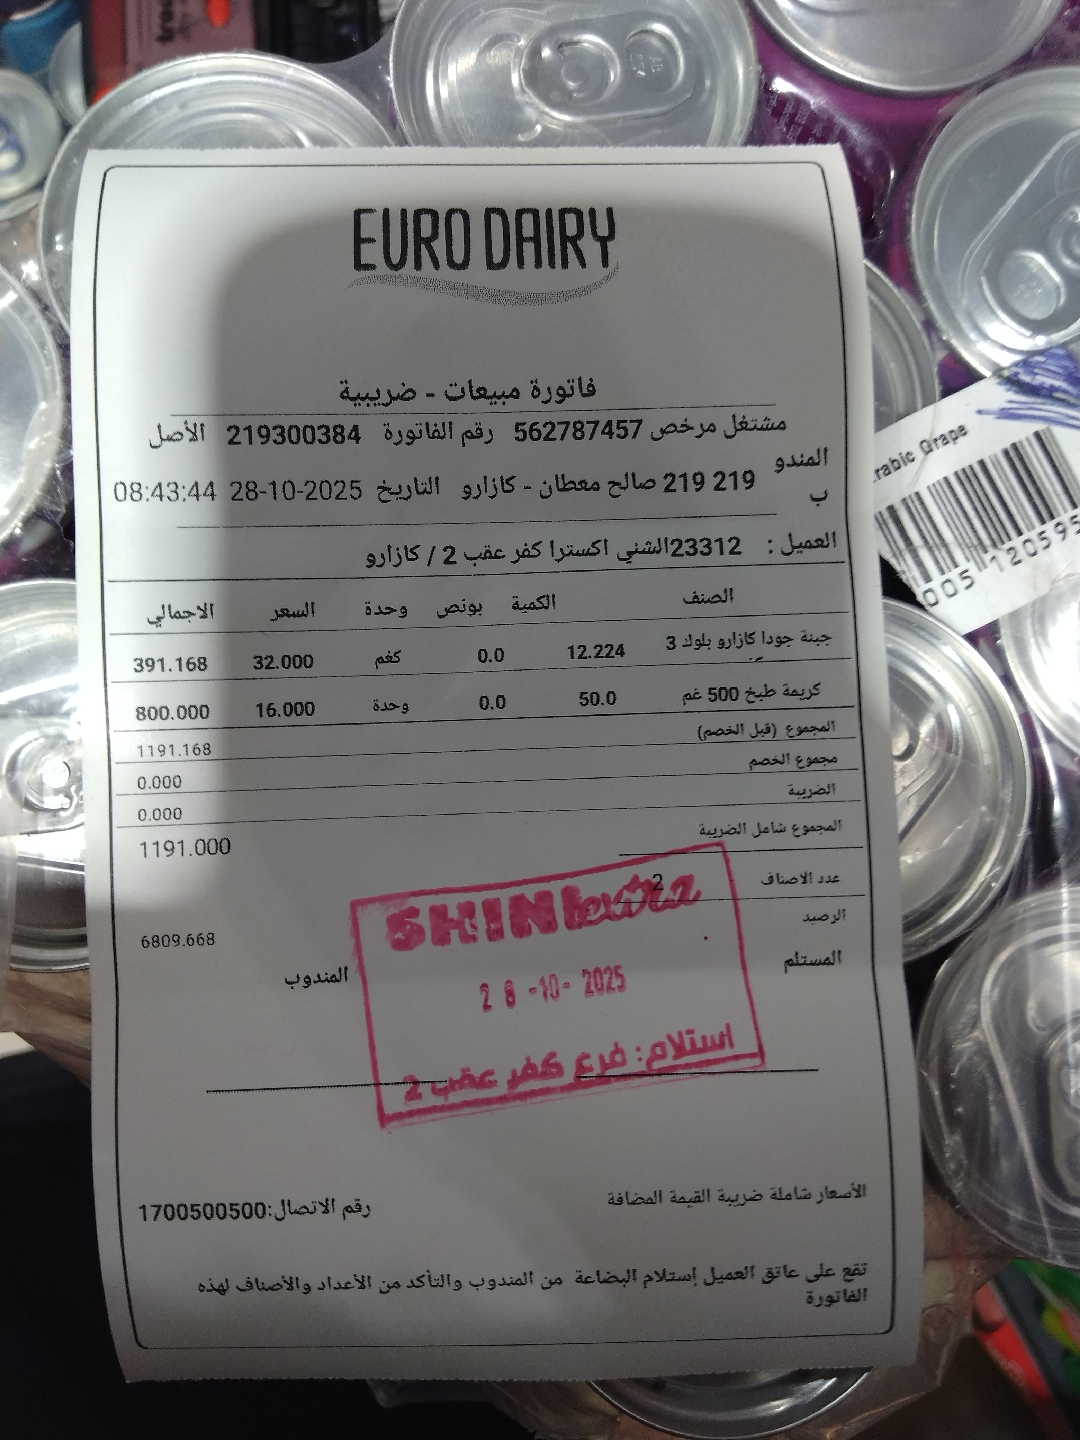 EURO DAIRY
فاتورة مبيعات - ضريبية
مشتغل مرخص 562787457 رقم الفاتورة 219300384 الأصل
المندوب 219 219 صالح معطان - كازارو التاريخ 28-10-2025 08:43:44
العميل : 23312الشني اكسترا كفر عقب 2 / كازارو
الصنف الكمية بونص وحدة السعر الاجمالي
جبنة جودا كازارو بلوك 3 12.224 0.0 كغم 32.000 391.168
كريمة طبخ 500 غم 50.0 0.0 وحدة 16.000 800.000
المجموع (قبل الخصم) 1191.168
مجموع الخصم 0.000
الضريبة 0.000
المجموع شامل الضريبة 1191.000
عدد الاصناف 2
الرصيد 6809.668
المستلم المندوب
SHINI extra
28-10-2025
استلام: فرع كفر عقب 2
الأسعار شاملة ضريبة القيمة المضافة رقم الاتصال:1700500500
تقع على عاتق العميل إستلام البضاعة من المندوب والتأكد من الأعداد والأصناف لهذه
الفاتورة
Arabic Grape